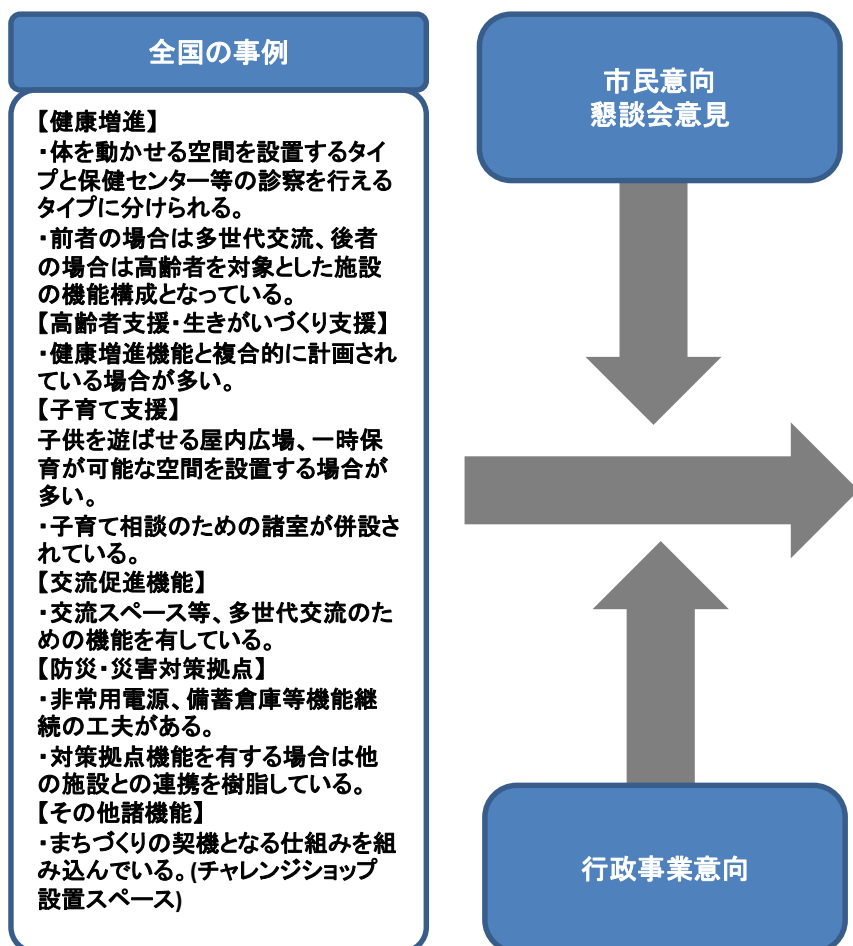 全国の事例
【健康増進】
・体を動かせる空間を設置するタイ
プと保健センター等の診察を行える
タイプに分けられる。
・前者の場合は多世代交流、後者
の場合は高齢者を対象とした施設
の機能構成となっている。
【高齢者支援・生きがいづくり支援】
・健康増進機能と複合的に計画され
ている場合が多い。
【子育て支援】
子供を遊ばせる屋内広場、一時保
育が可能な空間を設置する場合が
多い。
・子育て相談のための諸室が併設さ
れている。
【交流促進機能】
・交流スペース等、多世代交流のた
めの機能を有している。
【防災・災害対策拠点】
・非常用電源、備蓄倉庫等機能継
続の工夫がある。
・対策拠点機能を有する場合は他
の施設との連携を樹脂している。
【その他諸機能】
・まちづくりの契機となる仕組みを組
み込んでいる。(チャレンジショップ
設置スペース)
市民意向
懇談会意見
行政事業意向